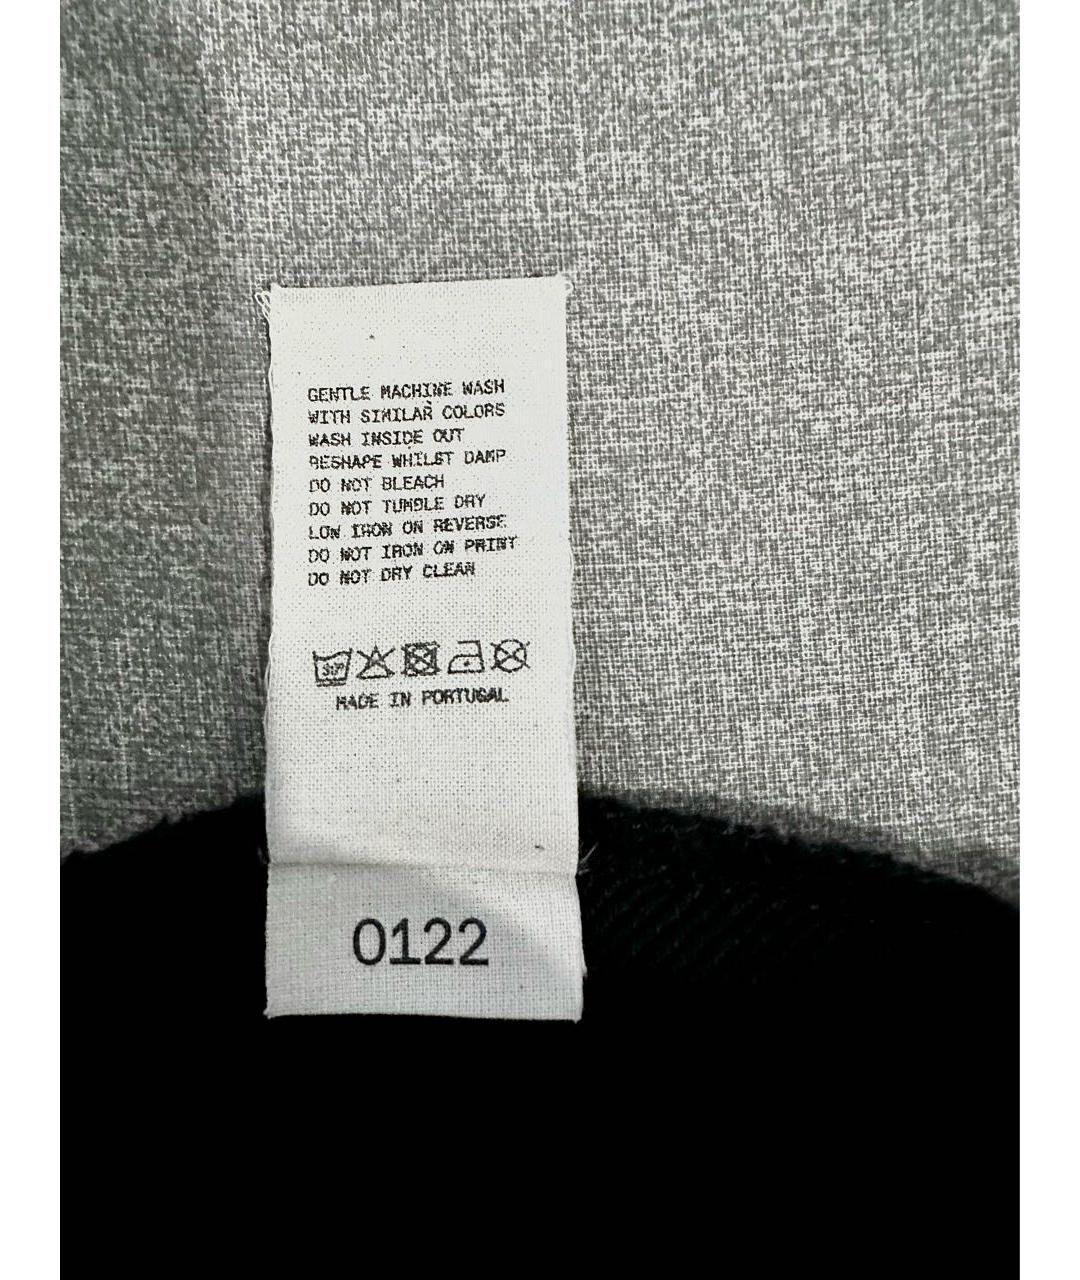 GENTLE MACHINE WASH
WITH SIMILAR COLORS
WASH INSIDE OUT
RESHAPE WHILST DAMP
DO NOT BLEACH
DO NOT TUMBLE DRY
LOW IRON ON REVERSE
DO NOT IRON ON PRINT
DO NOT DRY CLEAN
30°
MADE IN PORTUGAL
0122